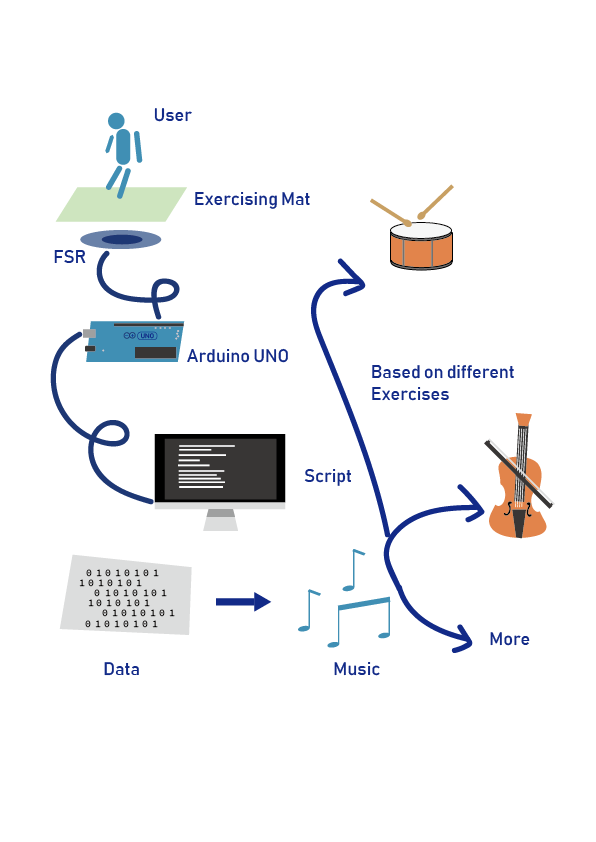 User
Exercising Mat
FSR
UNO
Arduino UNO
Based on different
Exercises
Script
0 1 0 1 0 1 0 1
1 0 1 0 1 0 1
0 1 0 1 0 1 0 1
1 0 1 0 1 0 1
0 1 0 1 0 1 0 1
0 1 0 1 0 1 0 1
More
Data
Music